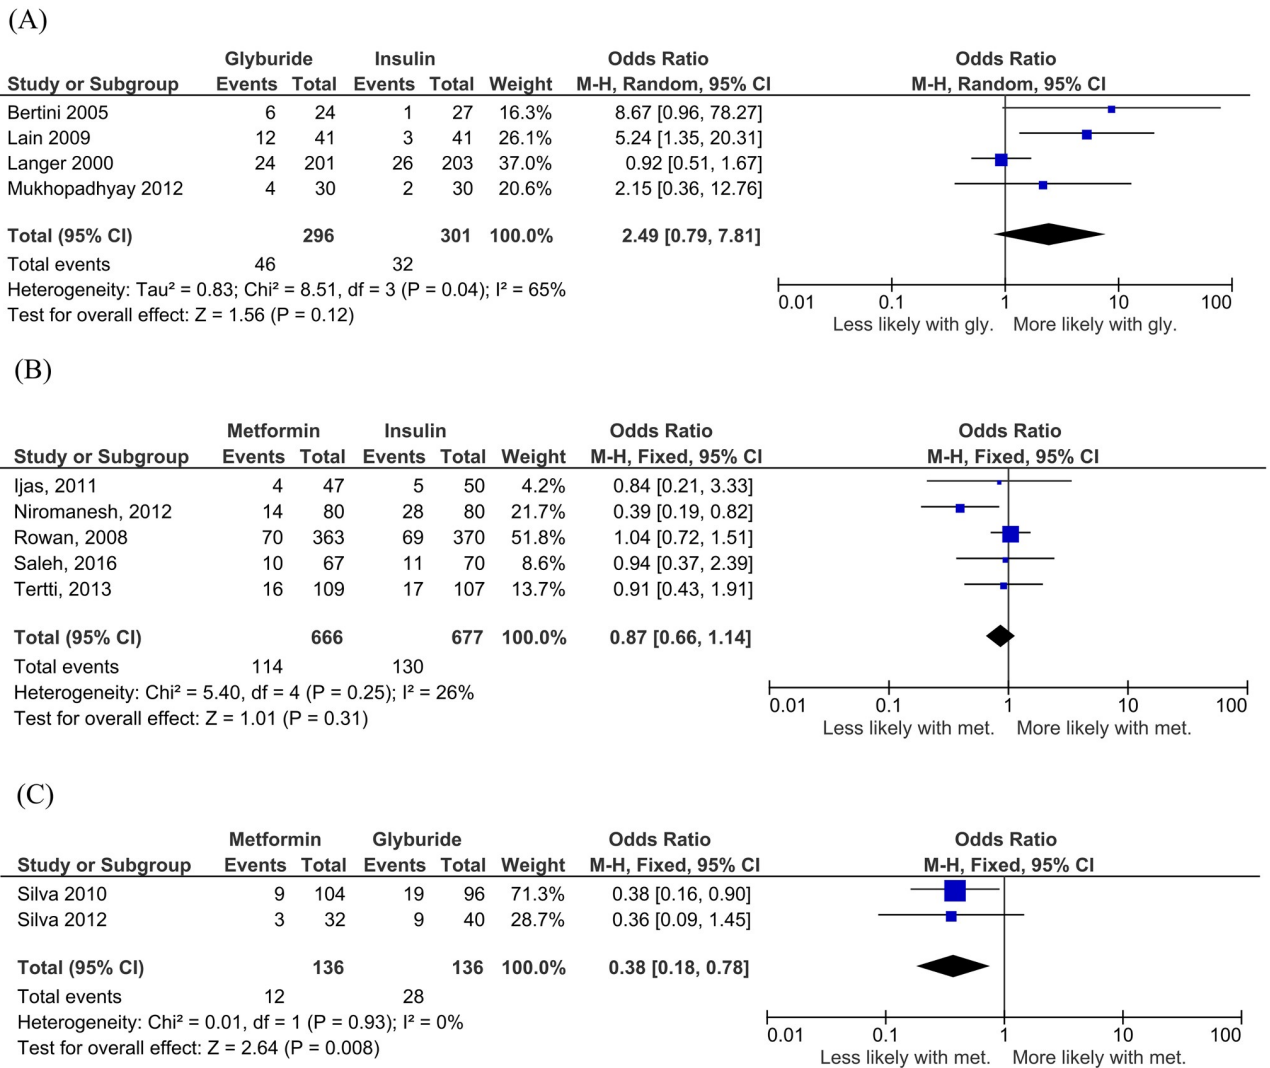 (A)
Glyburide Insulin Odds Ratio Odds Ratio
Study or Subgroup Events Total Events Total Weight M-H, Random, 95% CI M-H, Random, 95% CI
Bertini 2005 6 24 1 27 16.3% 8.67 [0.96, 78.27]
Lain 2009 12 41 3 41 26.1% 5.24 [1.35, 20.31]
Langer 2000 24 201 26 203 37.0% 0.92 [0.51, 1.67]
Mukhopadhyay 2012 4 30 2 30 20.6% 2.15 [0.36, 12.76]
Total (95% CI) 296 301 100.0% 2.49 [0.79, 7.81]
Total events 46 32
Heterogeneity: Tau² = 0.83; Chi² = 8.51, df = 3 (P = 0.04); I² = 65%
Test for overall effect: Z = 1.56 (P = 0.12)
0.01 0.1 1 10 100
Less likely with gly. More likely with gly.
(B)
Metformin Insulin Odds Ratio Odds Ratio
Study or Subgroup Events Total Events Total Weight M-H, Fixed, 95% CI M-H, Fixed, 95% CI
Ijas, 2011 4 47 5 50 4.2% 0.84 [0.21, 3.33]
Niromanesh, 2012 14 80 28 80 21.7% 0.39 [0.19, 0.82]
Rowan, 2008 70 363 69 370 51.8% 1.04 [0.72, 1.51]
Saleh, 2016 10 67 11 70 8.6% 0.94 [0.37, 2.39]
Tertti, 2013 16 109 17 107 13.7% 0.91 [0.43, 1.91]
Total (95% CI) 666 677 100.0% 0.87 [0.66, 1.14]
Total events 114 130
Heterogeneity: Chi² = 5.40, df = 4 (P = 0.25); I² = 26%
Test for overall effect: Z = 1.01 (P = 0.31)
0.01 0.1 1 10 100
Less likely with met. More likely with met.
(C)
Metformin Glyburide Odds Ratio Odds Ratio
Study or Subgroup Events Total Events Total Weight M-H, Fixed, 95% CI M-H, Fixed, 95% CI
Silva 2010 9 104 19 96 71.3% 0.38 [0.16, 0.90]
Silva 2012 3 32 9 40 28.7% 0.36 [0.09, 1.45]
Total (95% CI) 136 136 100.0% 0.38 [0.18, 0.78]
Total events 12 28
Heterogeneity: Chi² = 0.01, df = 1 (P = 0.93); I² = 0%
Test for overall effect: Z = 2.64 (P = 0.008)
0.01 0.1 1 10 100
Less likely with met. More likely with met.